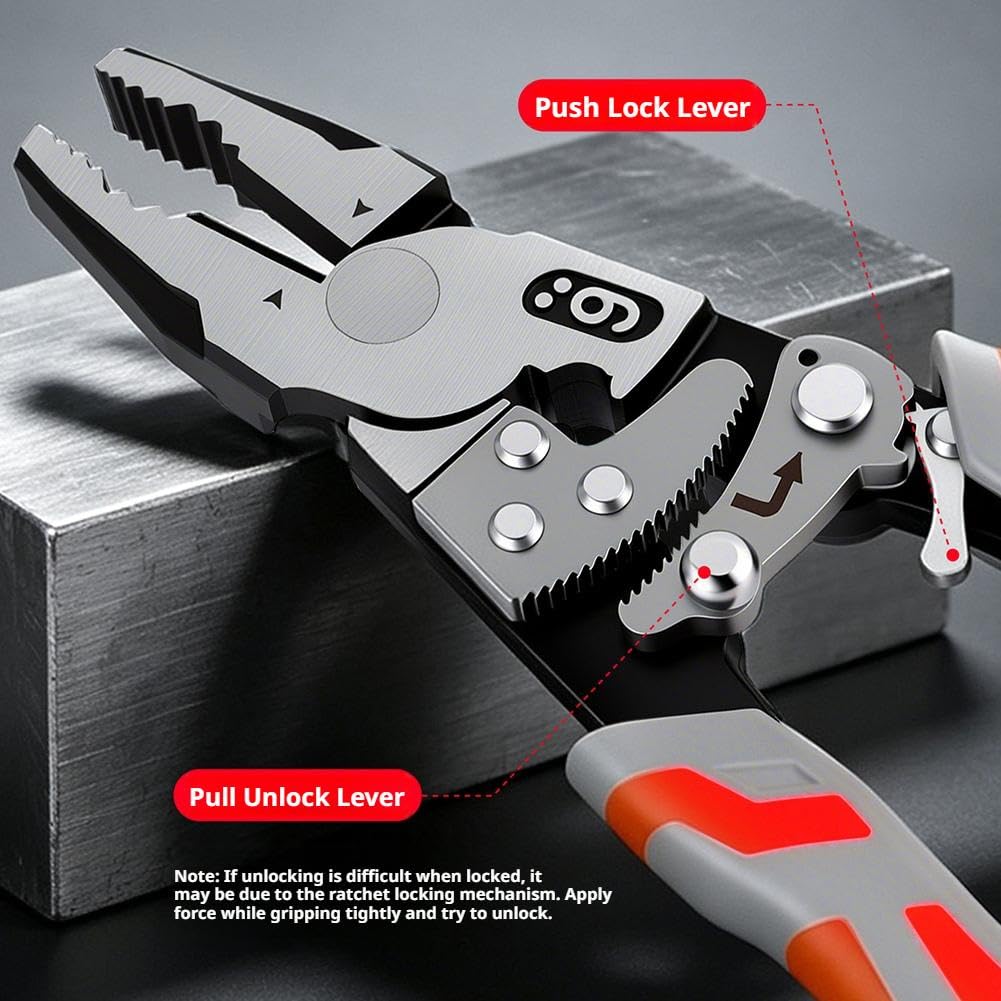 Push Lock Lever
9
Pull Unlock Lever
Note: If unlocking is difficult when locked, it
may be due to the ratchet locking mechanism. Apply
force while gripping tightly and try to unlock.